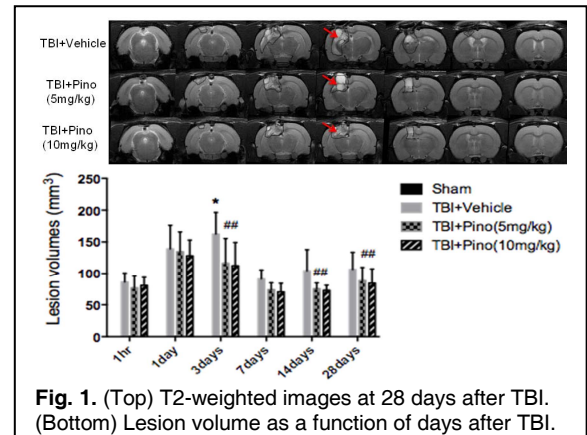 TBI+Vehicle
TBI+Pino
(5mg/kg)
TBI+Pino
(10mg/kg)
Lesion volumes (mm³)
250
200
150
100
50
0
*
##
##
##
1hr
1day
3days
7days
14days
28days
Sham
TBI+Vehicle
TBI+Pino(5mg/kg)
TBI+Pino(10mg/kg)
Fig. 1. (Top) T2-weighted images at 28 days after TBI.
(Bottom) Lesion volume as a function of days after TBI.